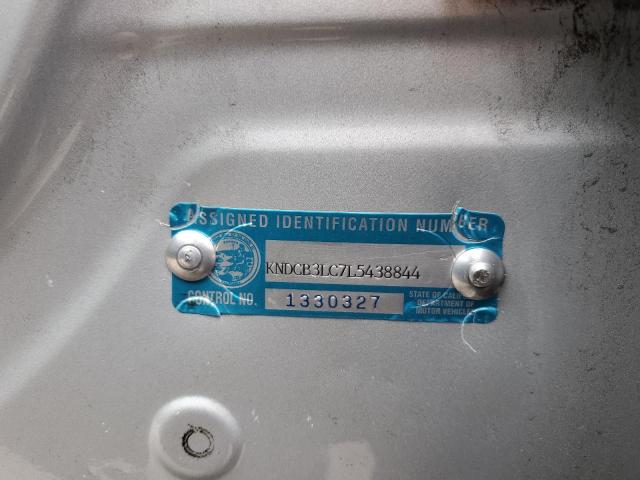 ASSIGNED IDENTIFICATION NUMBER
KNDCB3LC7L5438844
CONTROL NO. 1330327
STATE OF CALIF
DEPARTMENT OF
MOTOR VEHICLES